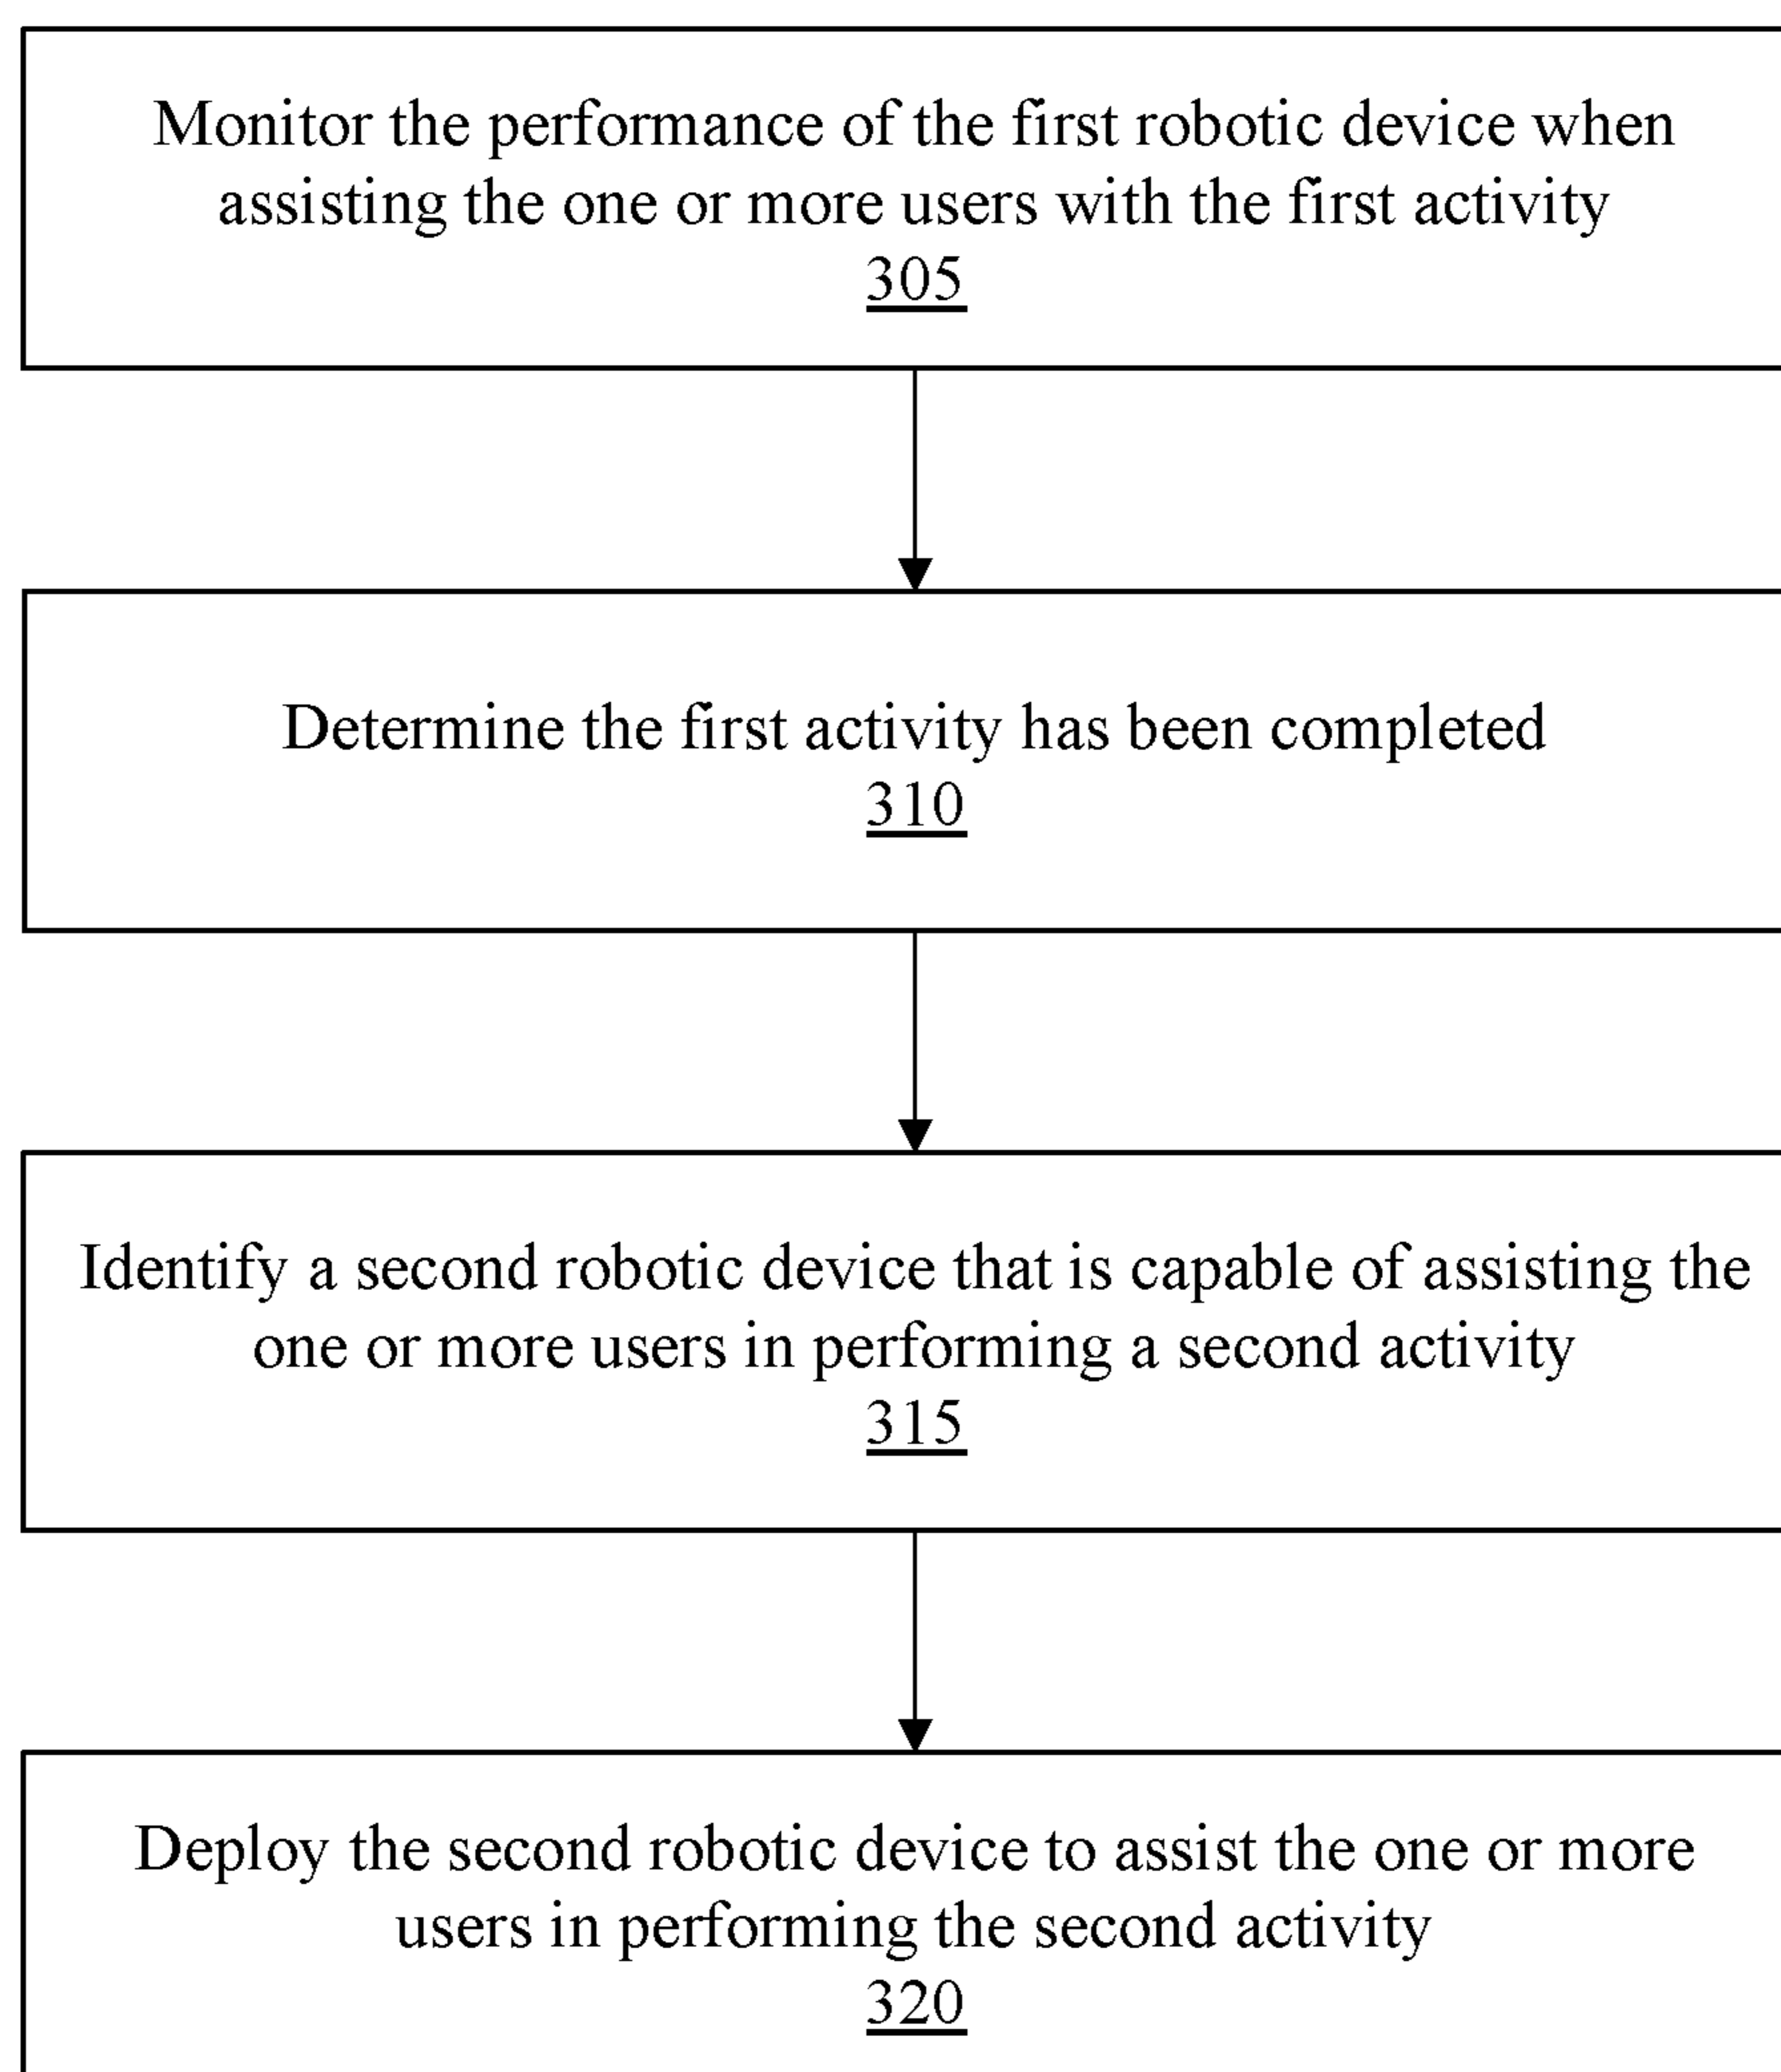 Monitor the performance of the first robotic device when
assisting the one or more users with the first activity
305
Determine the first activity has been completed
310
Identify a second robotic device that is capable of assisting the
one or more users in performing a second activity
315
Deploy the second robotic device to assist the one or more
users in performing the second activity
320